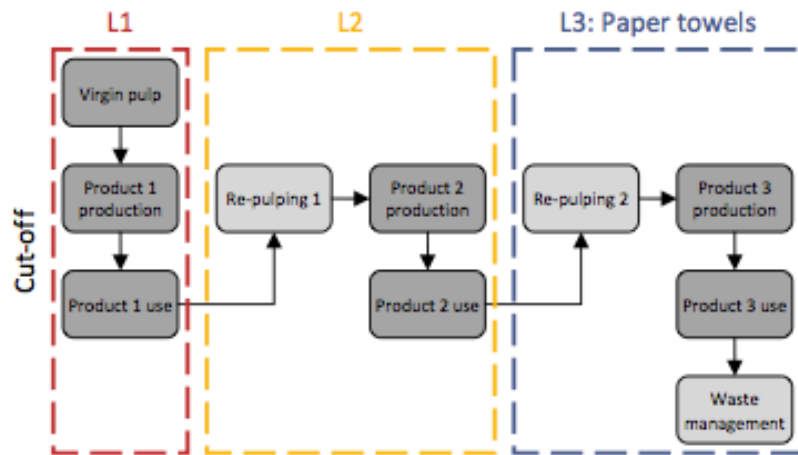 L1
L2
L3: Paper towels
Cut-off
Virgin pulp
Product 1
production
Product 1 use
Re-pulping 1
Product 2
production
Product 2 use
Re-pulping 2
Product 3
production
Product 3 use
Waste
management